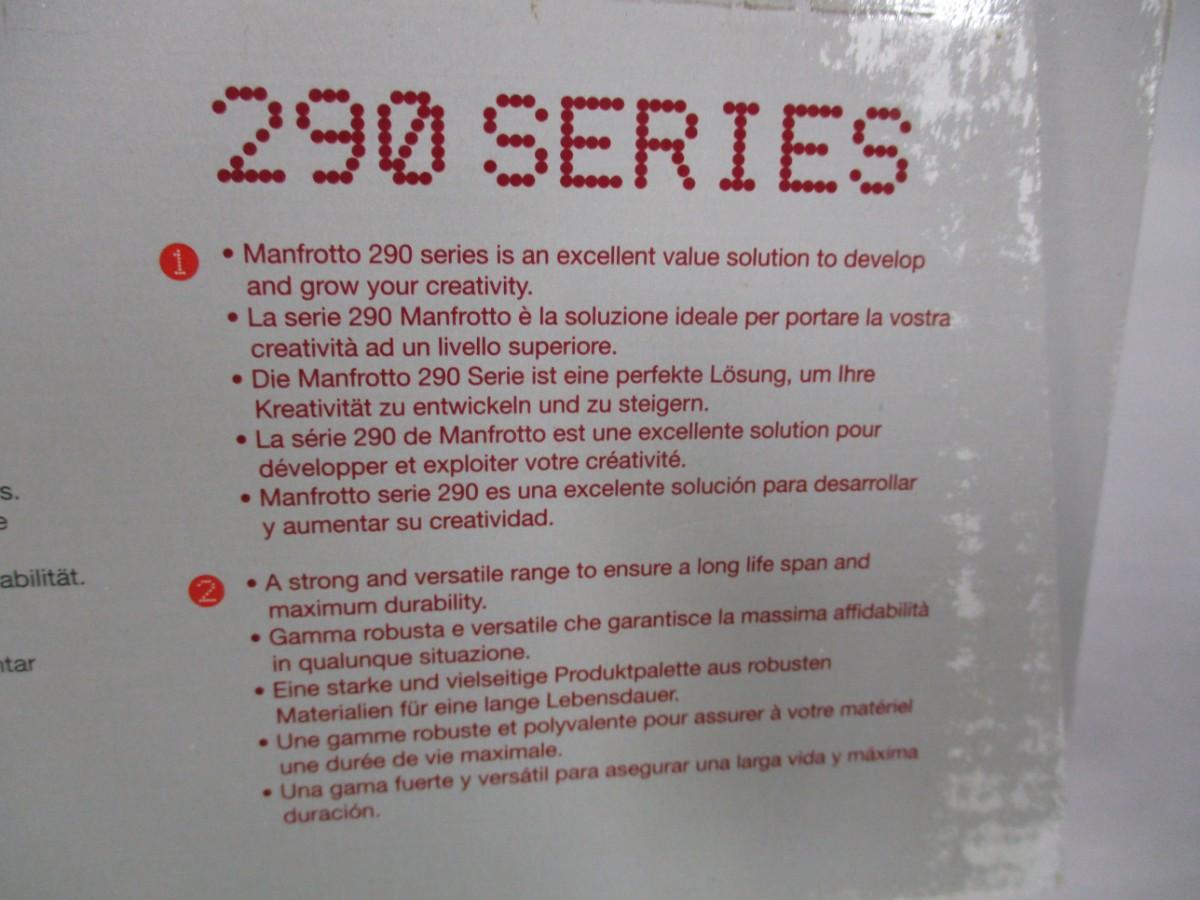 290 SERIES
1
• Manfrotto 290 series is an excellent value solution to develop
and grow your creativity.
• La serie 290 Manfrotto è la soluzione ideale per portare la vostra
creatività ad un livello superiore.
• Die Manfrotto 290 Serie ist eine perfekte Lösung, um Ihre
Kreativität zu entwickeln und zu steigern.
• La série 290 de Manfrotto est une excellente solution pour
développer et exploiter votre créativité.
• Manfrotto serie 290 es una excelente solución para desarrollar
y aumentar su creatividad.
s.
e
abilität.
ntar
2
• A strong and versatile range to ensure a long life span and
maximum durability.
• Gamma robusta e versatile che garantisce la massima affidabilità
in qualunque situazione.
• Eine starke und vielseitige Produktpalette aus robusten
Materialien für eine lange Lebensdauer.
• Une gamme robuste et polyvalente pour assurer à votre matériel
une durée de vie maximale.
• Una gama fuerte y versátil para asegurar una larga vida y máxima
duración.